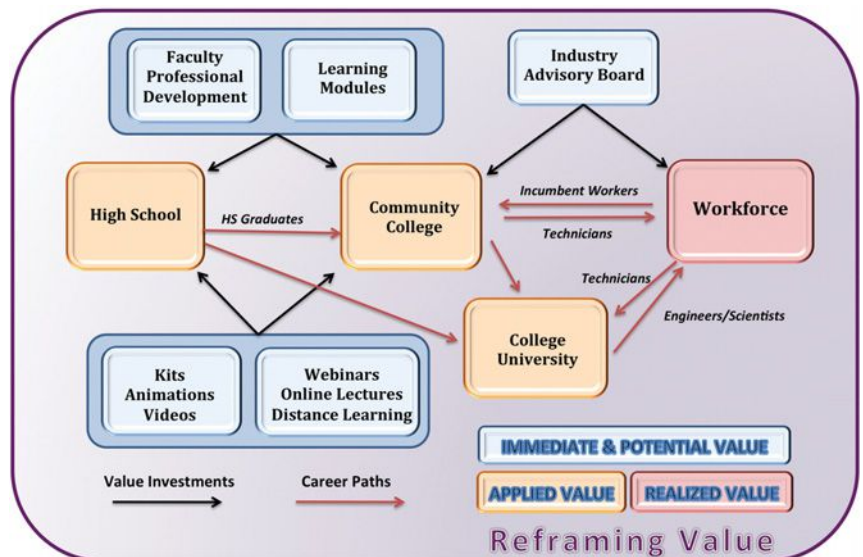 Faculty
Professional
Development
Learning
Modules
Industry
Advisory Board
High School
HS Graduates
Community
College
Incumbent Workers
Technicians
Workforce
Technicians
Engineers/Scientists
College
University
Kits
Animations
Videos
Webinars
Online Lectures
Distance Learning
Value Investments
Career Paths
IMMEDIATE & POTENTIAL VALUE
APPLIED VALUE
REALIZED VALUE
Reframing Value